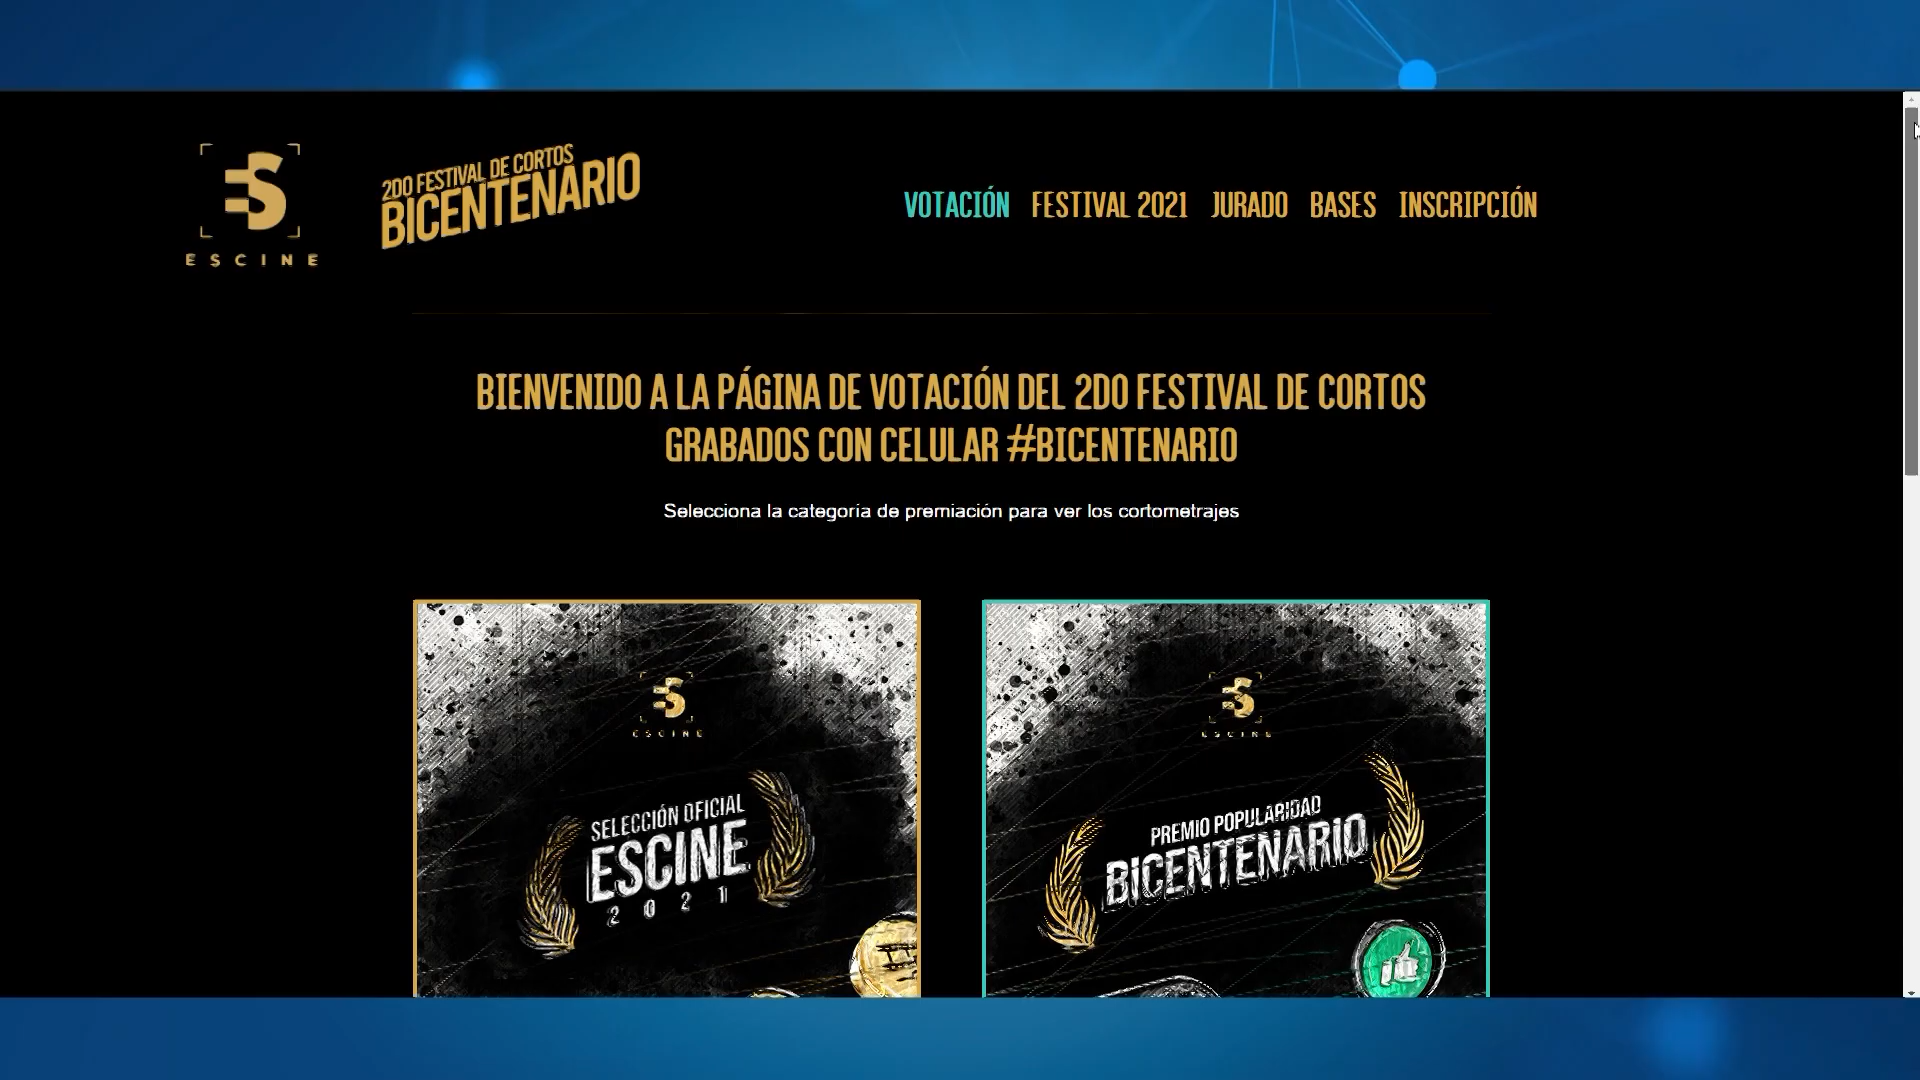 ESCINE
2DO FESTIVAL DE CORTOS
BICENTENARIO
VOTACIÓN FESTIVAL 2021 JURADO BASES INSCRIPCIÓN
BIENVENIDO A LA PÁGINA DE VOTACIÓN DEL 2DO FESTIVAL DE CORTOS
GRABADOS CON CELULAR #BICENTENARIO
Selecciona la categoría de premiación para ver los cortometrajes
ESCINE
SELECCIÓN OFICIAL
ESCINE
2021
ESCINE
PREMIO POPULARIDAD
BICENTENARIO